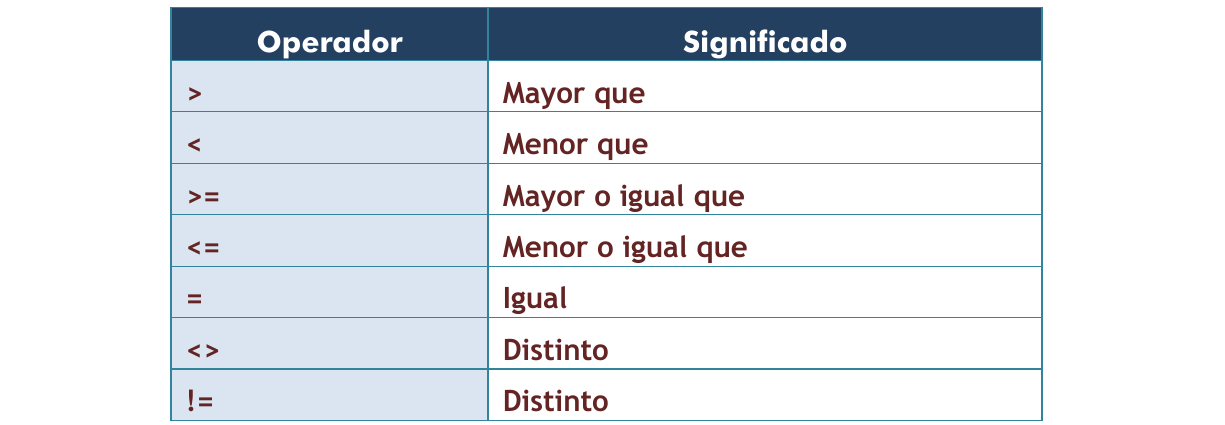 Operador Significado
> Mayor que
< Menor que
>= Mayor o igual que
<= Menor o igual que
= Igual
<> Distinto
!= Distinto